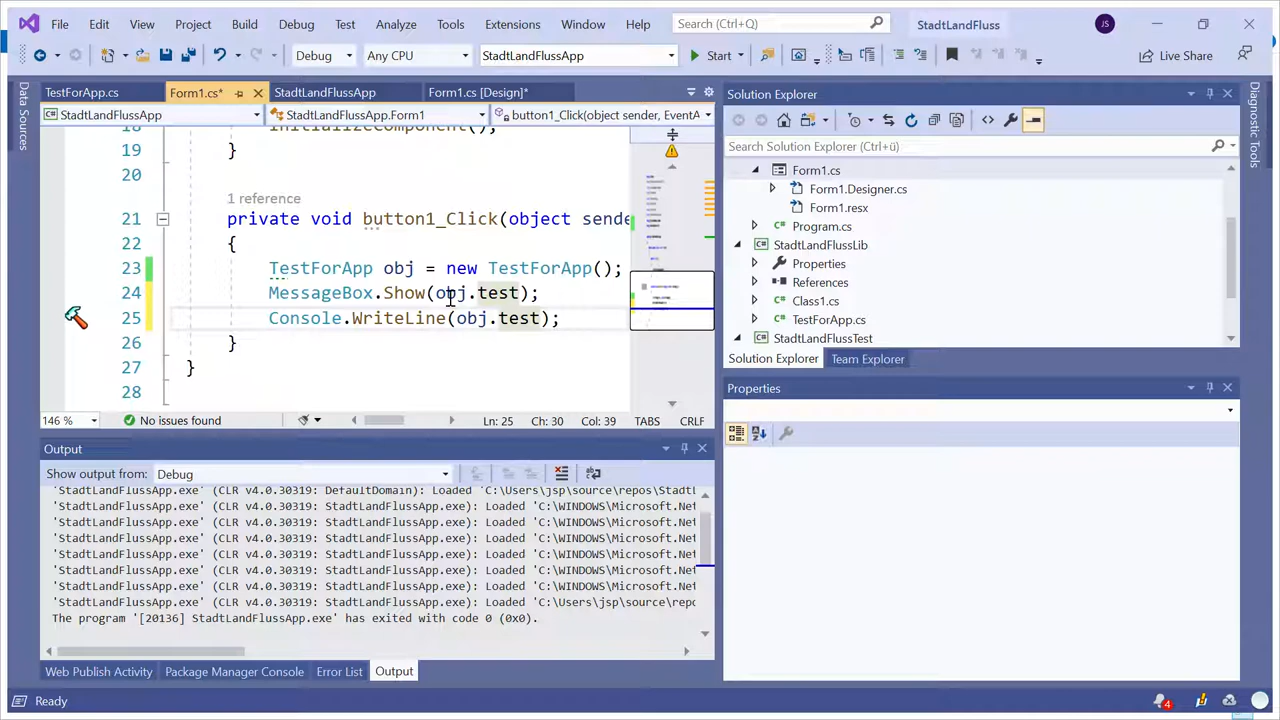 File Edit View Project Build Debug Test Analyze Tools Extensions Window Help Search (Ctrl+Q) StadtLandFluss JS
Debug Any CPU StadtLandFlussApp Start Live Share
Data Sources
TestForApp.cs Form1.cs* StadtLandFlussApp Form1.cs [Design]*
StadtLandFlussApp StadtLandFlussApp.Form1 button1_Click(object sender, EventA
18 InitializeComponent();
19 }
20
1 reference
21 private void button1_Click(object sende
22 {
23 TestForApp obj = new TestForApp();
24 MessageBox.Show(obj.test);
25 Console.WriteLine(obj.test);
26 }
27 }
28
146 % No issues found Ln: 25 Ch: 30 Col: 39 TABS CRLF
Output
Show output from: Debug
'StadtLandFlussApp.exe' (CLR v4.0.30319: DefaultDomain): Loaded 'C:\Users\jsp\source\repos\StadtL
'StadtLandFlussApp.exe' (CLR v4.0.30319: StadtLandFlussApp.exe): Loaded 'C:\WINDOWS\Microsoft.Net
'StadtLandFlussApp.exe' (CLR v4.0.30319: StadtLandFlussApp.exe): Loaded 'C:\WINDOWS\Microsoft.Net
'StadtLandFlussApp.exe' (CLR v4.0.30319: StadtLandFlussApp.exe): Loaded 'C:\WINDOWS\Microsoft.Net
'StadtLandFlussApp.exe' (CLR v4.0.30319: StadtLandFlussApp.exe): Loaded 'C:\WINDOWS\Microsoft.Net
'StadtLandFlussApp.exe' (CLR v4.0.30319: StadtLandFlussApp.exe): Loaded 'C:\WINDOWS\Microsoft.Net
'StadtLandFlussApp.exe' (CLR v4.0.30319: StadtLandFlussApp.exe): Loaded 'C:\WINDOWS\Microsoft.Net
'StadtLandFlussApp.exe' (CLR v4.0.30319: StadtLandFlussApp.exe): Loaded 'C:\Users\jsp\source\repo
The program '[20136] StadtLandFlussApp.exe' has exited with code 0 (0x0).
Web Publish Activity Package Manager Console Error List Output
Solution Explorer
Search Solution Explorer (Ctrl+ü)
Form1.cs
Form1.Designer.cs
Form1.resx
Program.cs
StadtLandFlussLib
Properties
References
Class1.cs
TestForApp.cs
StadtLandFlussTest
Solution Explorer Team Explorer
Properties
Diagnostic Tools
Ready 4